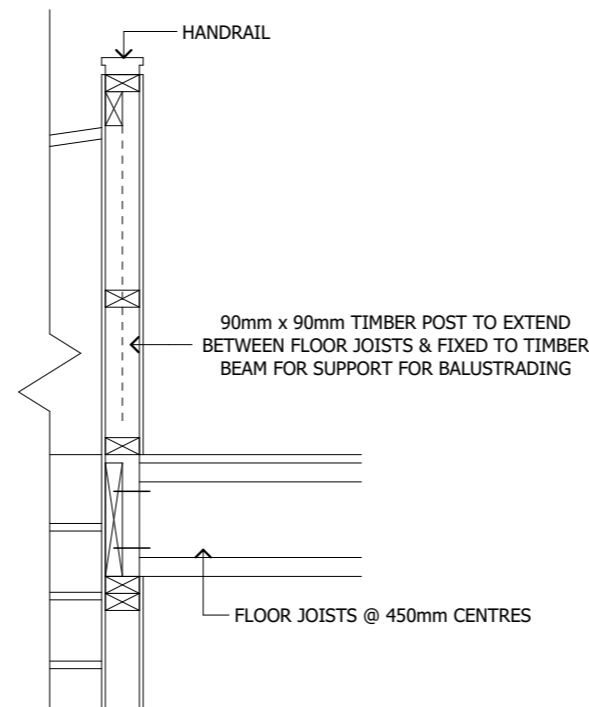 HANDRAIL
90mm x 90mm TIMBER POST TO EXTEND
BETWEEN FLOOR JOISTS & FIXED TO TIMBER
BEAM FOR SUPPORT FOR BALUSTRADING
FLOOR JOISTS @ 450mm CENTRES